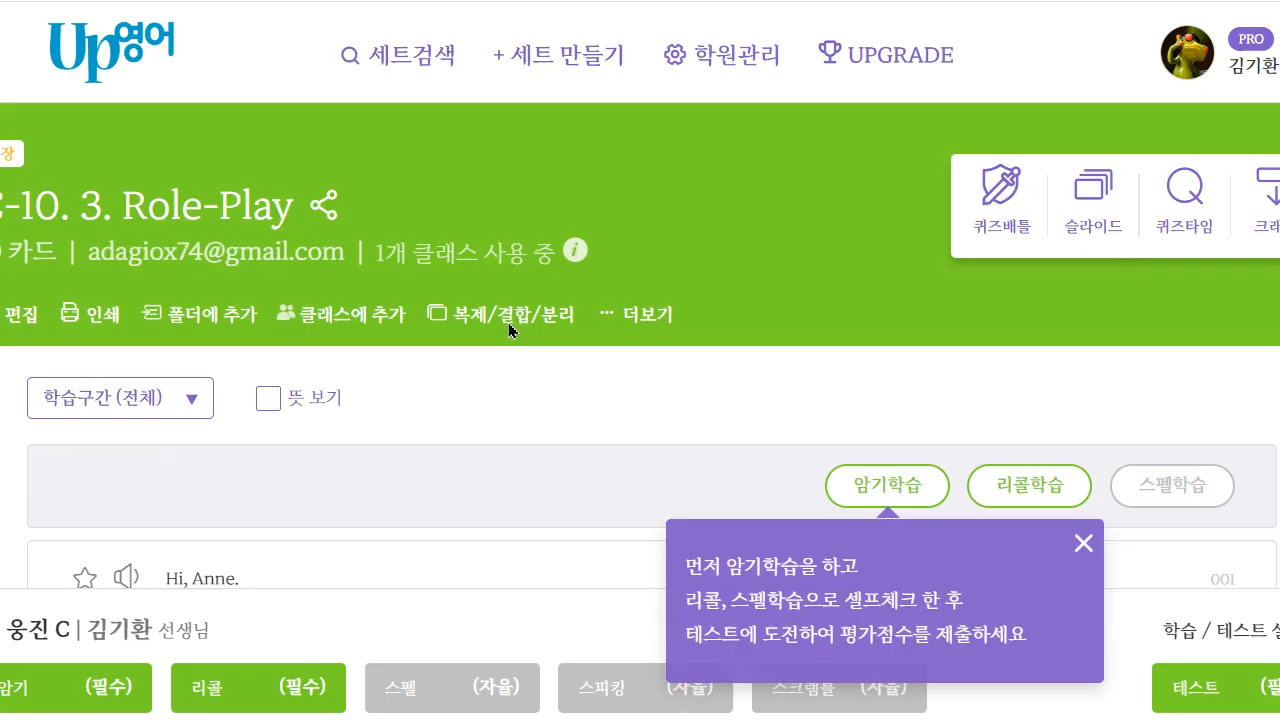 Up영어
세트검색
+ 세트 만들기
학원관리
UPGRADE
PRO
김기환
장
-10. 3. Role-Play
카드 | adagiox74@gmail.com | 1개 클래스 사용 중 i
편집
인쇄
폴더에 추가
클래스에 추가
복제/결합/분리
··· 더보기
퀴즈배틀
슬라이드
퀴즈타임
크래
학습구간 (전체) ▼
뜻 보기
암기학습
리콜학습
스펠학습
먼저 암기학습을 하고
리콜, 스펠학습으로 셀프체크 한 후
테스트에 도전하여 평가점수를 제출하세요
Hi, Anne.
001
웅진 C | 김기환 선생님
학습 / 테스트
암기 (필수)
리콜 (필수)
스펠 (자율)
스피킹 (자율)
스크램블 (자율)
테스트